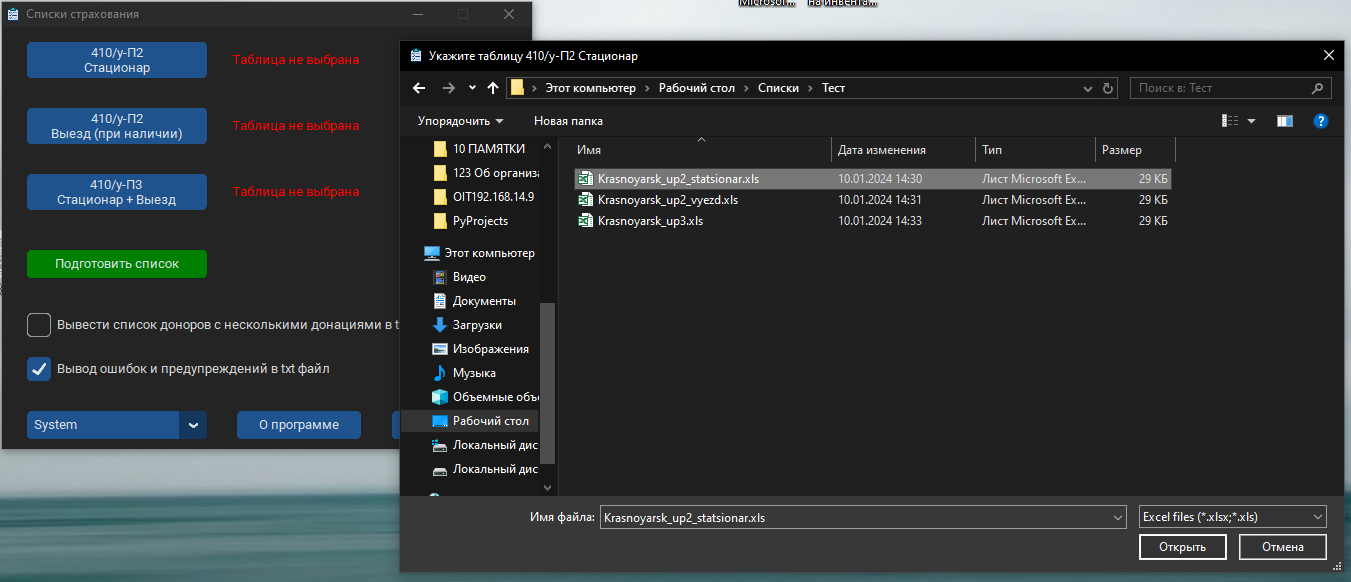 Microsof...
на инвента...
Списки страхования
410/у-П2
Стационар
Таблица не выбрана
410/у-П2
Выезд (при наличии)
Таблица не выбрана
410/у-П3
Стационар + Выезд
Таблица не выбрана
Подготовить список
Вывести список доноров с несколькими донациями в t
Вывод ошибок и предупреждений в txt файл
System
О программе
Укажите таблицу 410/у-П2 Стационар
Этот компьютер
Рабочий стол
Списки
Тест
Поиск в: Тест
Упорядочить
Новая папка
10 ПАМЯТКИ
123 Об организа
OIT192.168.14.9
PyProjects
Этот компьютер
Видео
Документы
Загрузки
Изображения
Музыка
Объемные объ
Рабочий стол
Локальный дис
Локальный дис
Имя Дата изменения Тип Размер
Krasnoyarsk_up2_statsionar.xls 10.01.2024 14:30 Лист Microsoft Ex... 29 КБ
Krasnoyarsk_up2_vyezd.xls 10.01.2024 14:31 Лист Microsoft Ex... 29 КБ
Krasnoyarsk_up3.xls 10.01.2024 14:33 Лист Microsoft Ex... 29 КБ
Имя файла: Krasnoyarsk_up2_statsionar.xls Excel files (*.xlsx;*.xls)
Открыть Отмена